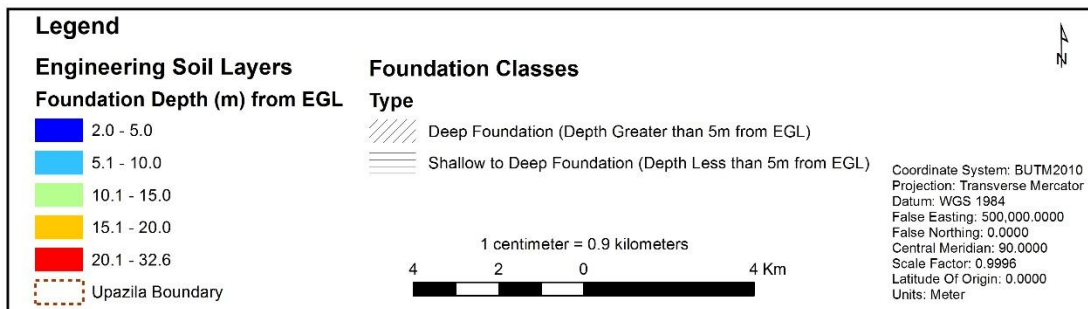 Legend
Engineering Soil Layers
Foundation Depth (m) from EGL
2.0 - 5.0
5.1 - 10.0
10.1 - 15.0
15.1 - 20.0
20.1 - 32.6
Upazila Boundary
Foundation Classes
Type
Deep Foundation (Depth Greater than 5m from EGL)
Shallow to Deep Foundation (Depth Less than 5m from EGL)
1 centimeter = 0.9 kilometers
4 2 0 4 Km
N
Coordinate System: BUTM2010
Projection: Transverse Mercator
Datum: WGS 1984
False Easting: 500,000.0000
False Northing: 0.0000
Central Meridian: 90.0000
Scale Factor: 0.9996
Latitude Of Origin: 0.0000
Units: Meter